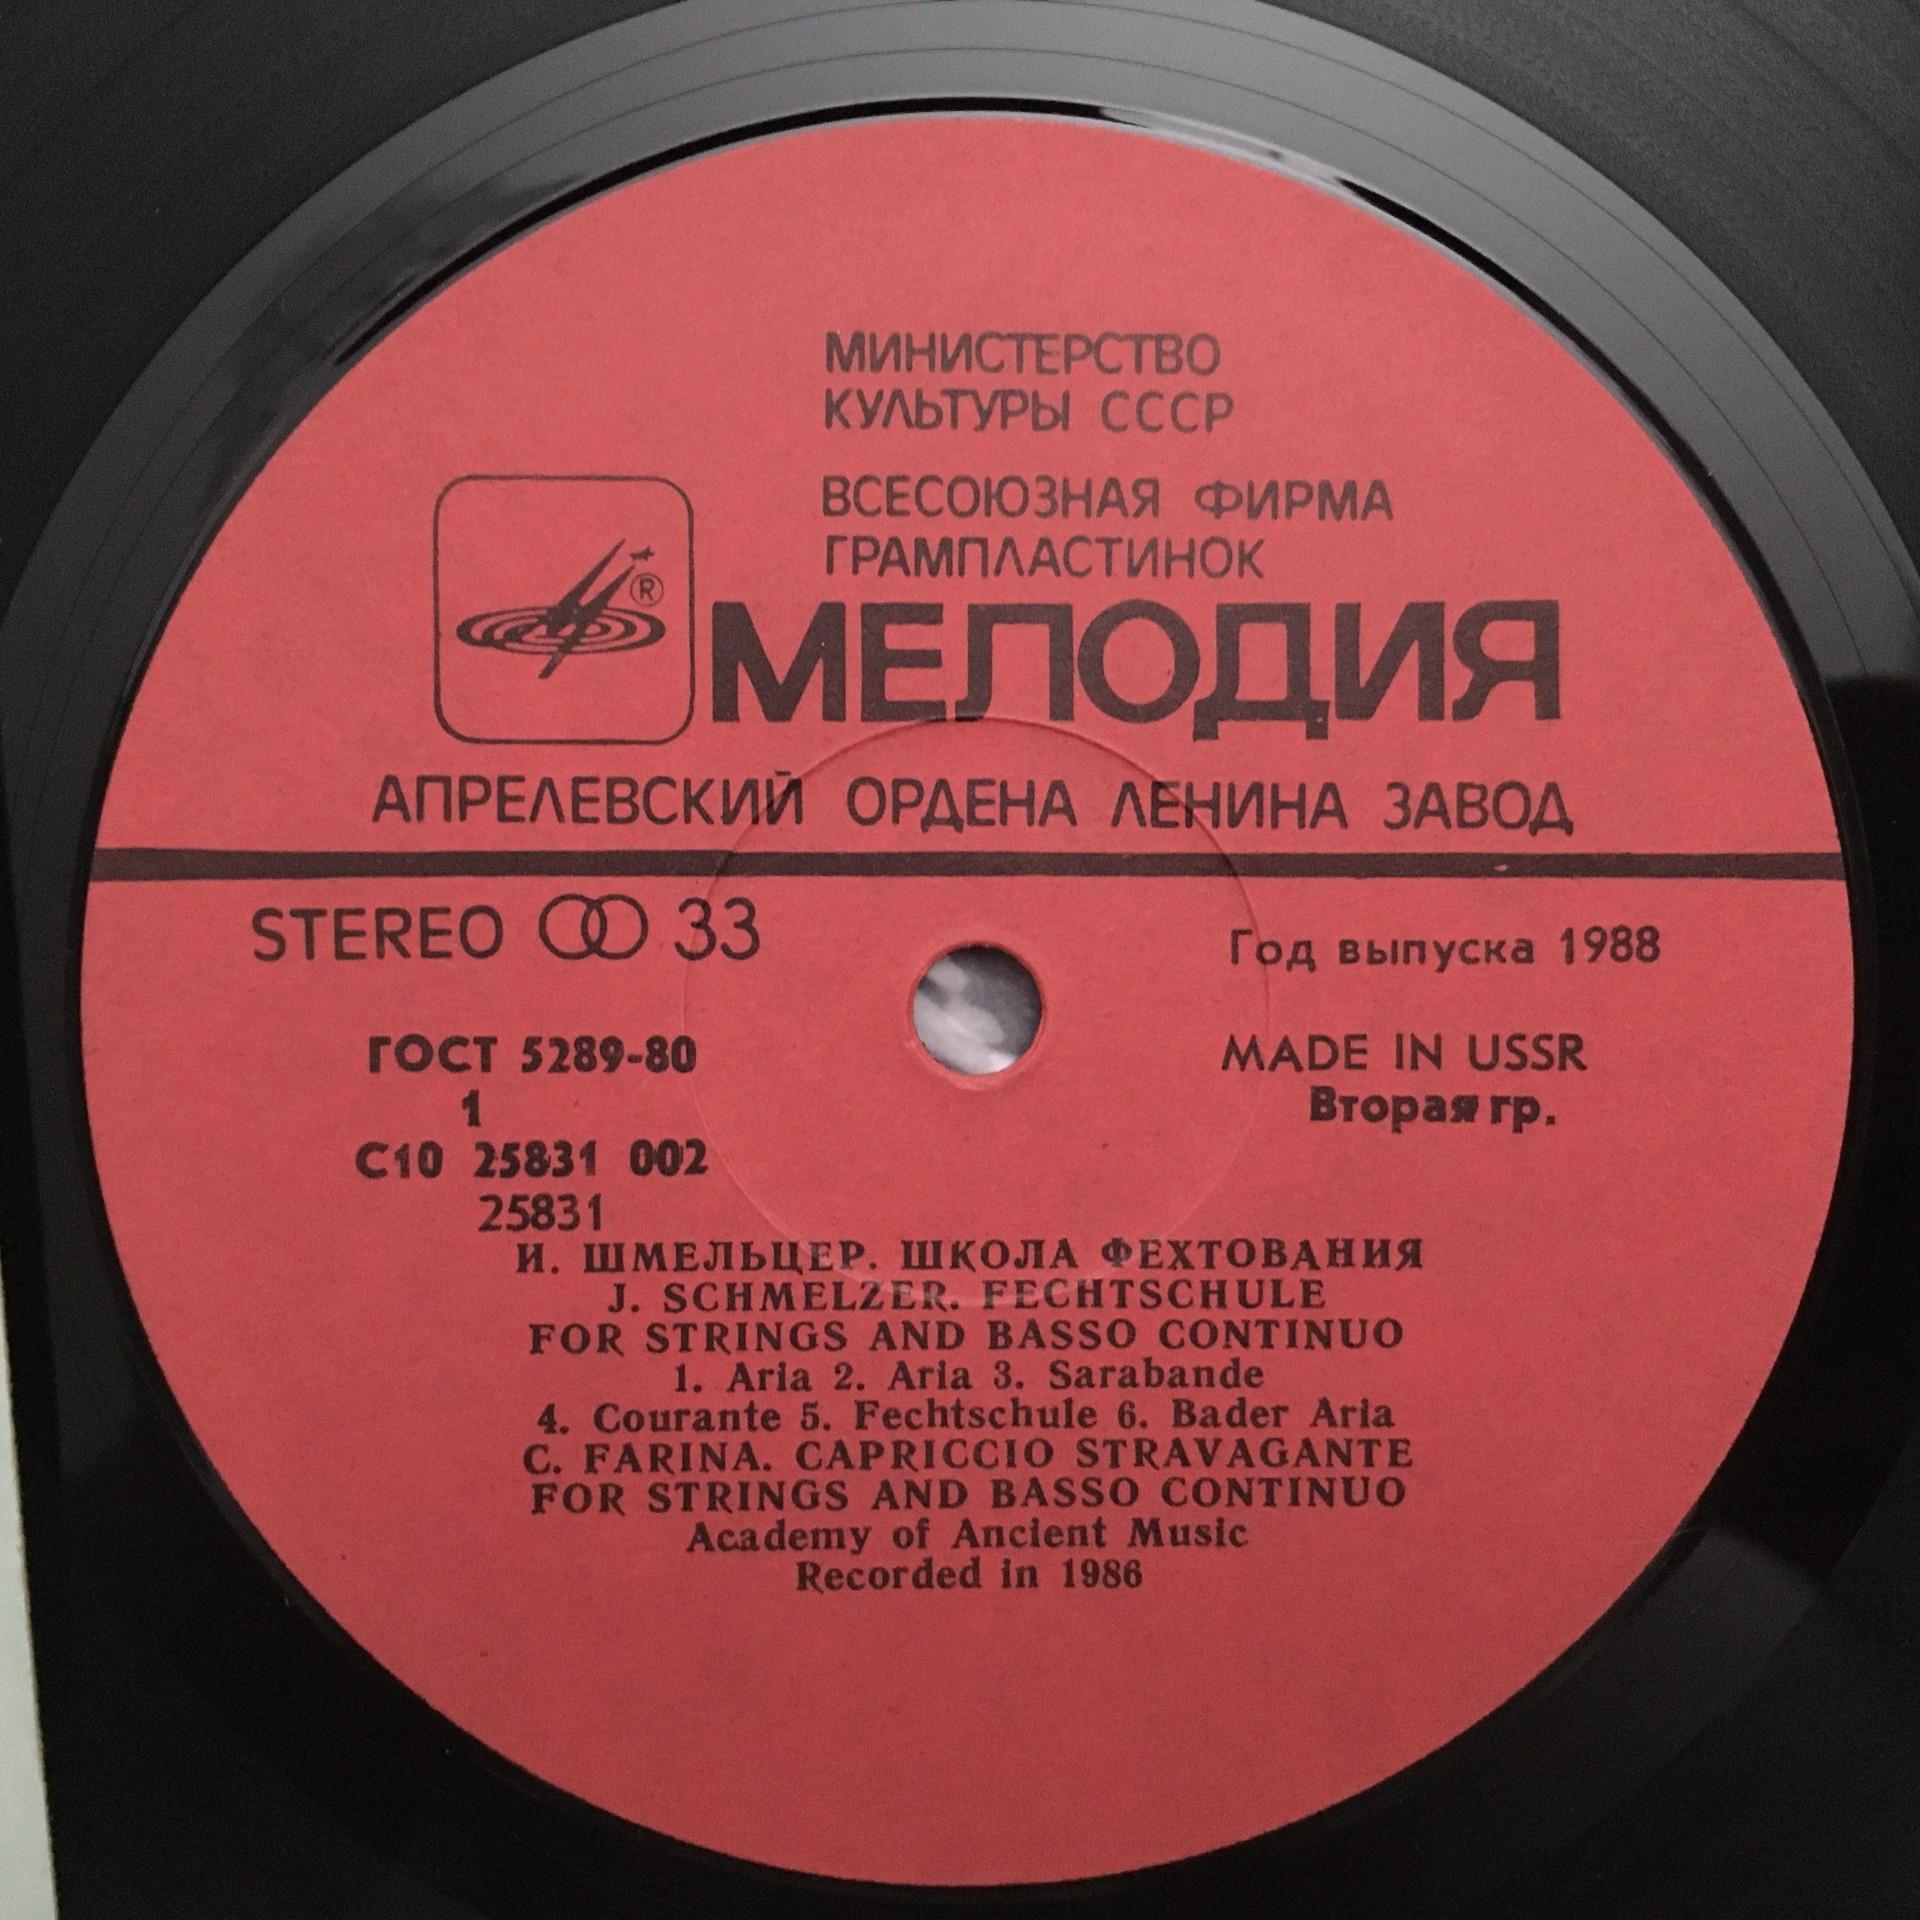 МИНИСТЕРСТВО
КУЛЬТУРЫ СССР
ВСЕСОЮЗНАЯ ФИРМА
ГРАМПЛАСТИНОК
®
МЕЛОДИЯ
АПРЕЛЕВСКИЙ ОРДЕНА ЛЕНИНА ЗАВОД
STEREO 33
Год выпуска 1988
ГОСТ 5289-80
MADE IN USSR
1
Вторая гр.
С10 25831 002
25831
И. ШМЕЛЬЦЕР. ШКОЛА ФЕХТОВАНИЯ
J. SCHMELZER. FECHTSCHULE
FOR STRINGS AND BASSO CONTINUO
1. Aria 2. Aria 3. Sarabande
4. Courante 5. Fechtschule 6. Bader Aria
C. FARINA. CAPRICCIO STRAVAGANTE
FOR STRINGS AND BASSO CONTINUO
Academy of Ancient Music
Recorded in 1986